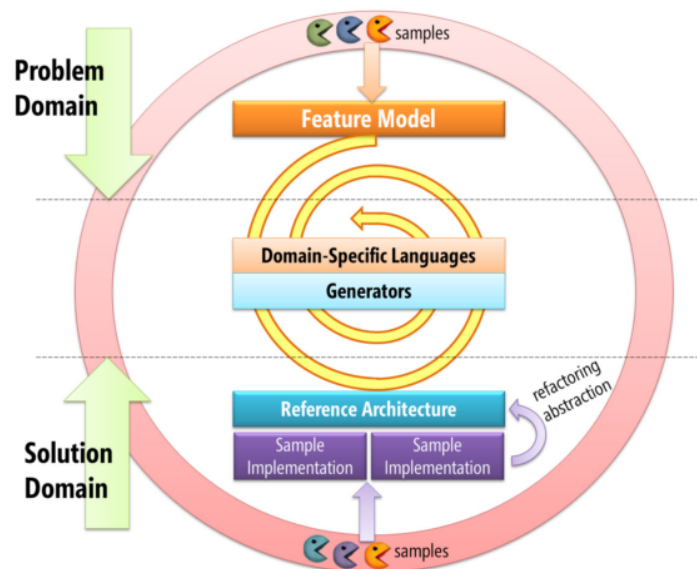 samples
Problem
Domain
Feature Model
Domain-Specific Languages
Generators
refactoring
abstraction
Reference Architecture
Sample
Implementation
Sample
Implementation
Solution
Domain
samples